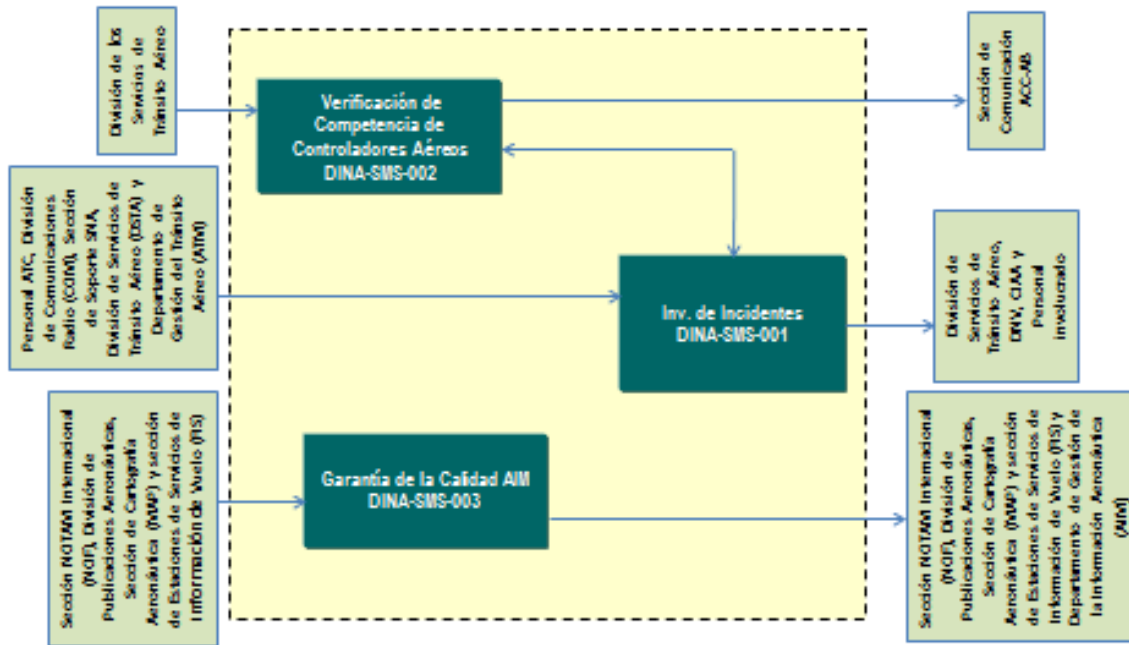 División de los
Servicios de
Tránsito Aéreo
Verificación de
Competencia de
Controladores Aéreos
DINA-SMS-002
Sección de
Comunicación
ACC-AB
Personal ATC, División
de Comunicaciones
Radio (COM), Sección
de Soporte SNA,
División de Servicios de
Tránsito Aéreo (DSTA) y
Departamento de
Gestión del Tránsito
Aéreo (ATM)
Inv. de Incidentes
DINA-SMS-001
División de
Servicios de
Tránsito Aéreo,
DNV, CIAA y
Personal
involucrado
Sección NOTAM Internacional
(NOF), División de
Publicaciones Aeronáuticas,
Sección de Cartografía
Aeronáutica (MAP) y sección
de Estaciones de Servicios de
Información de Vuelo (FIS)
Garantía de la Calidad AIM
DINA-SMS-003
Sección NOTAM Internacional
(NOF), División de
Publicaciones Aeronáuticas,
Sección de Cartografía
Aeronáutica (MAP) y sección
de Estaciones de Servicios de
Información de Vuelo (FIS) y
Departamento de Gestión de
la Información Aeronáutica
(AIM)